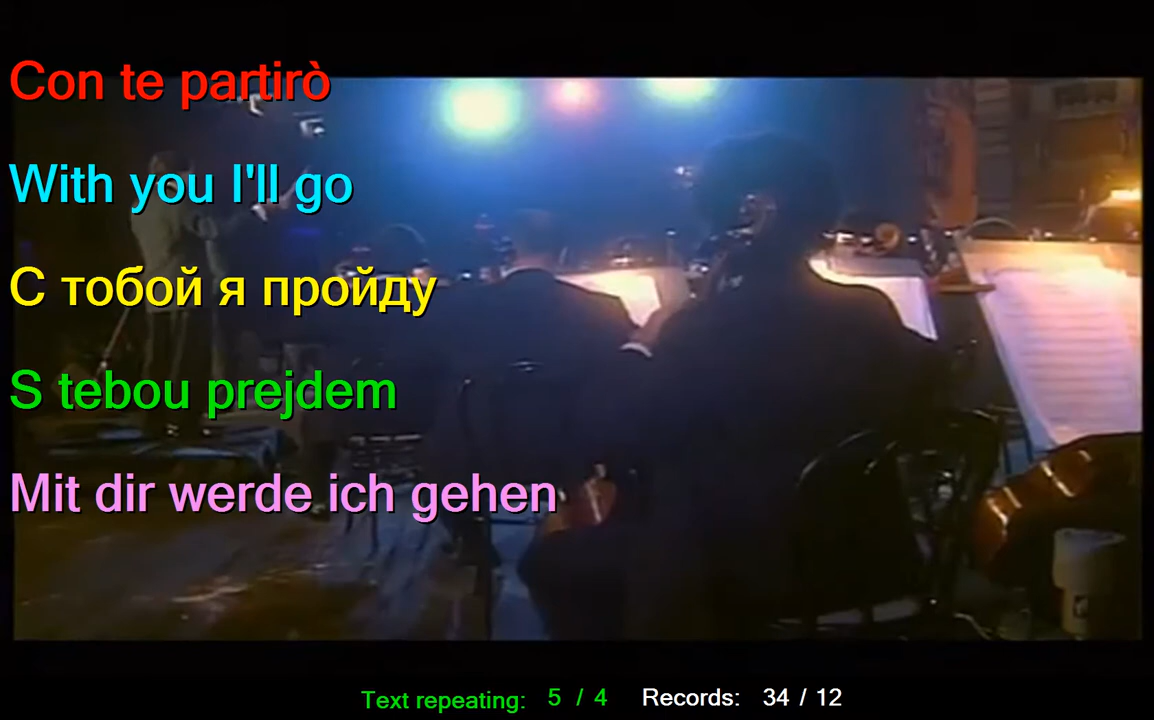 Con te partirò
With you I'll go
С тобой я пройду
S tebou prejdem
Mit dir werde ich gehen
Text repeating: 5 / 4 Records: 34 / 12